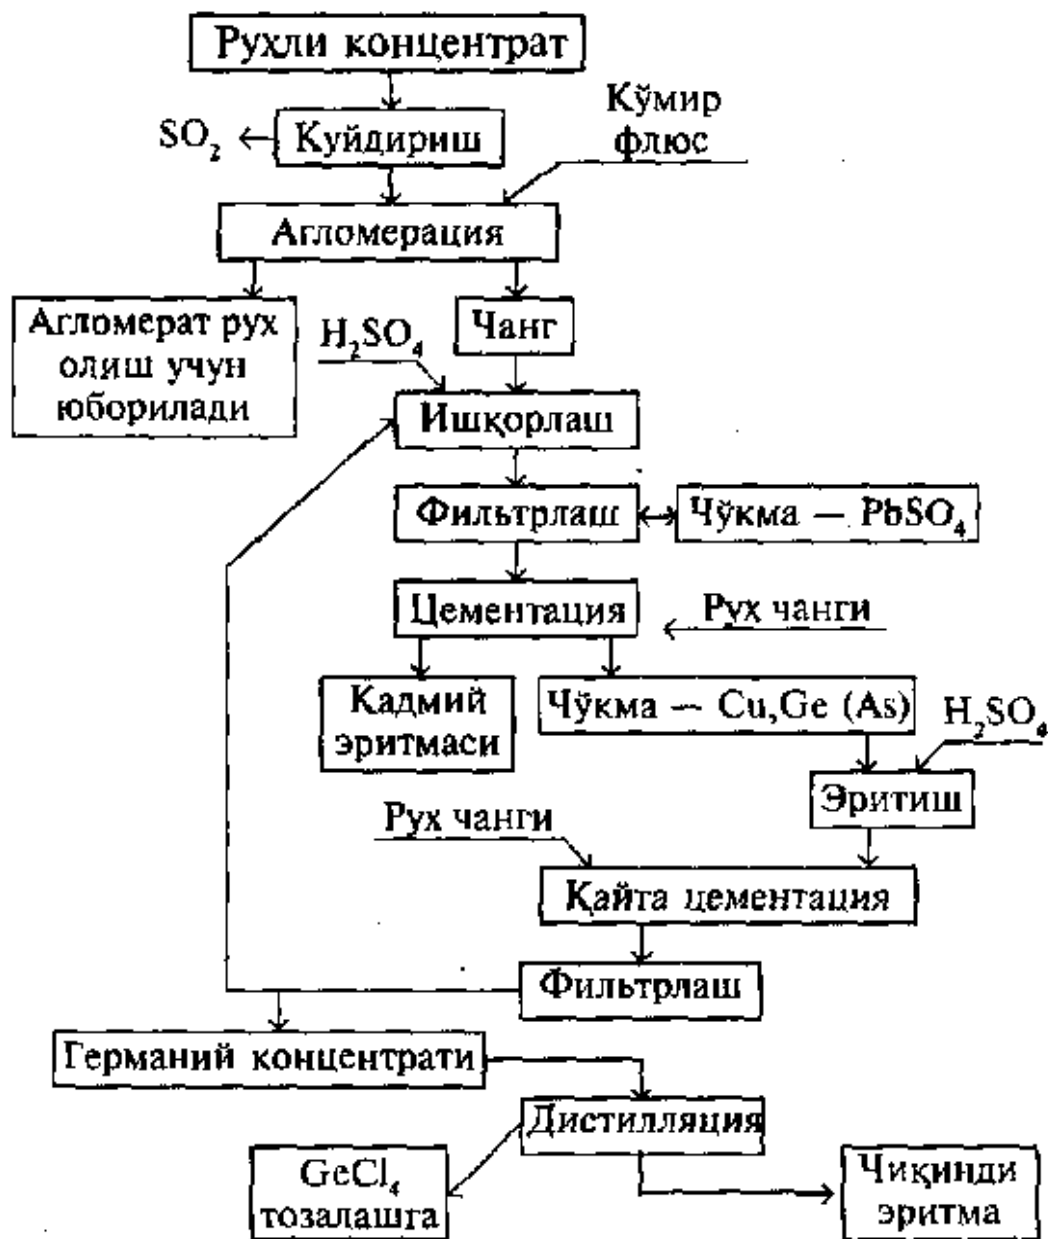 Рухли концентрат
SO₂
Куйдириш
Кўмир
флюс
Агломерация
Агломерат рух
олиш учун
юборилади
H₂SO₄
Чанг
Ишқорлаш
Фильтрлаш
Чўкма — PbSO₄
Цементация
Рух чанги
Кадмий
эритмаси
Чўкма — Cu,Ge (As)
H₂SO₄
Эритиш
Рух чанги
Қайта цементация
Фильтрлаш
Германий концентрати
Дистилляция
GeCl₄
тозалашга
Чиқинди
эритма